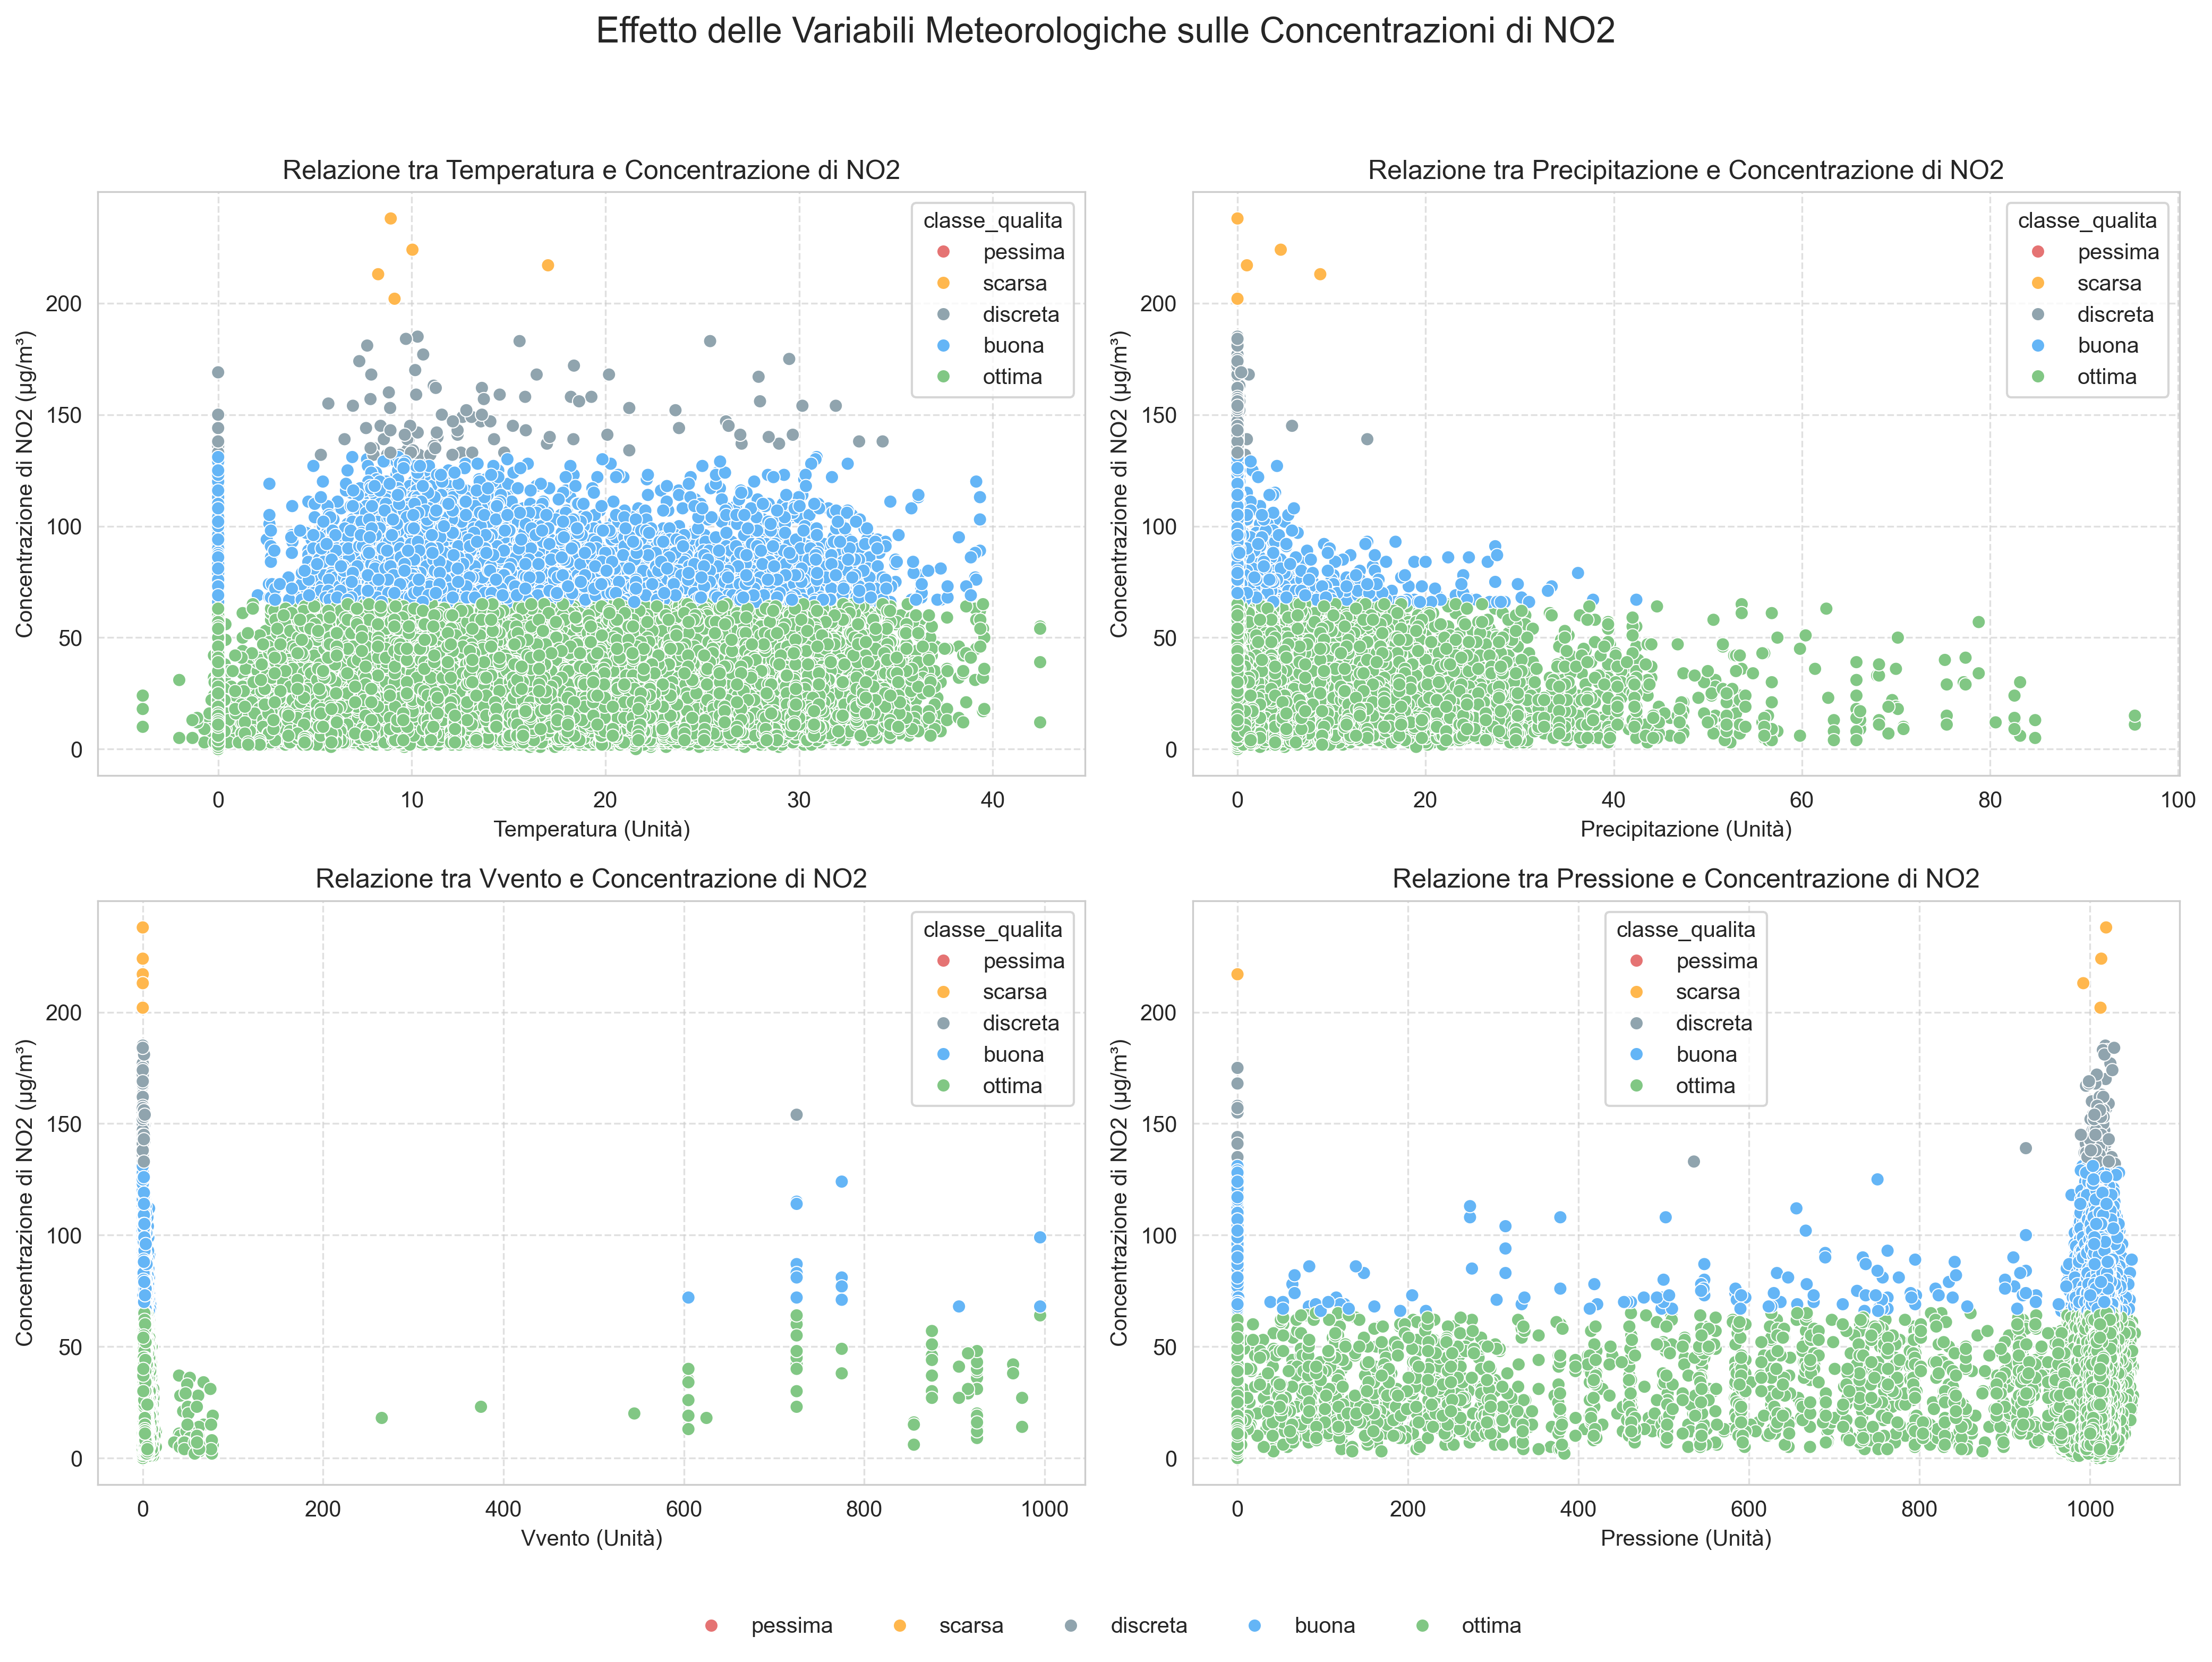 Effetto delle Variabili Meteorologiche sulle Concentrazioni di NO2
Relazione tra Temperatura e Concentrazione di NO2
Concentrazione di NO2 (µg/m³)
200
150
100
50
0
classe_qualita
pessima
scarsa
discreta
buona
ottima
0 10 20 30 40
Temperatura (Unità)
Relazione tra Precipitazione e Concentrazione di NO2
Concentrazione di NO2 (µg/m³)
200
150
100
50
0
classe_qualita
pessima
scarsa
discreta
buona
ottima
0 20 40 60 80 100
Precipitazione (Unità)
Relazione tra Vvento e Concentrazione di NO2
Concentrazione di NO2 (µg/m³)
200
150
100
50
0
classe_qualita
pessima
scarsa
discreta
buona
ottima
0 200 400 600 800 1000
Vvento (Unità)
Relazione tra Pressione e Concentrazione di NO2
Concentrazione di NO2 (µg/m³)
200
150
100
50
0
classe_qualita
pessima
scarsa
discreta
buona
ottima
0 200 400 600 800 1000
Pressione (Unità)
pessima scarsa discreta buona ottima